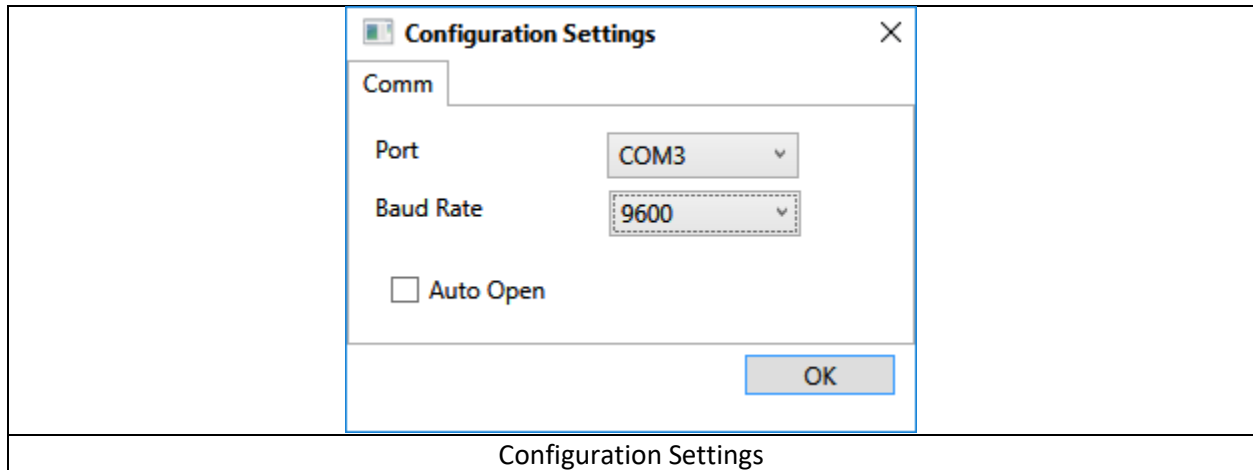 Configuration Settings
Comm
Port COM3
Baud Rate 9600
Auto Open
OK
Configuration Settings